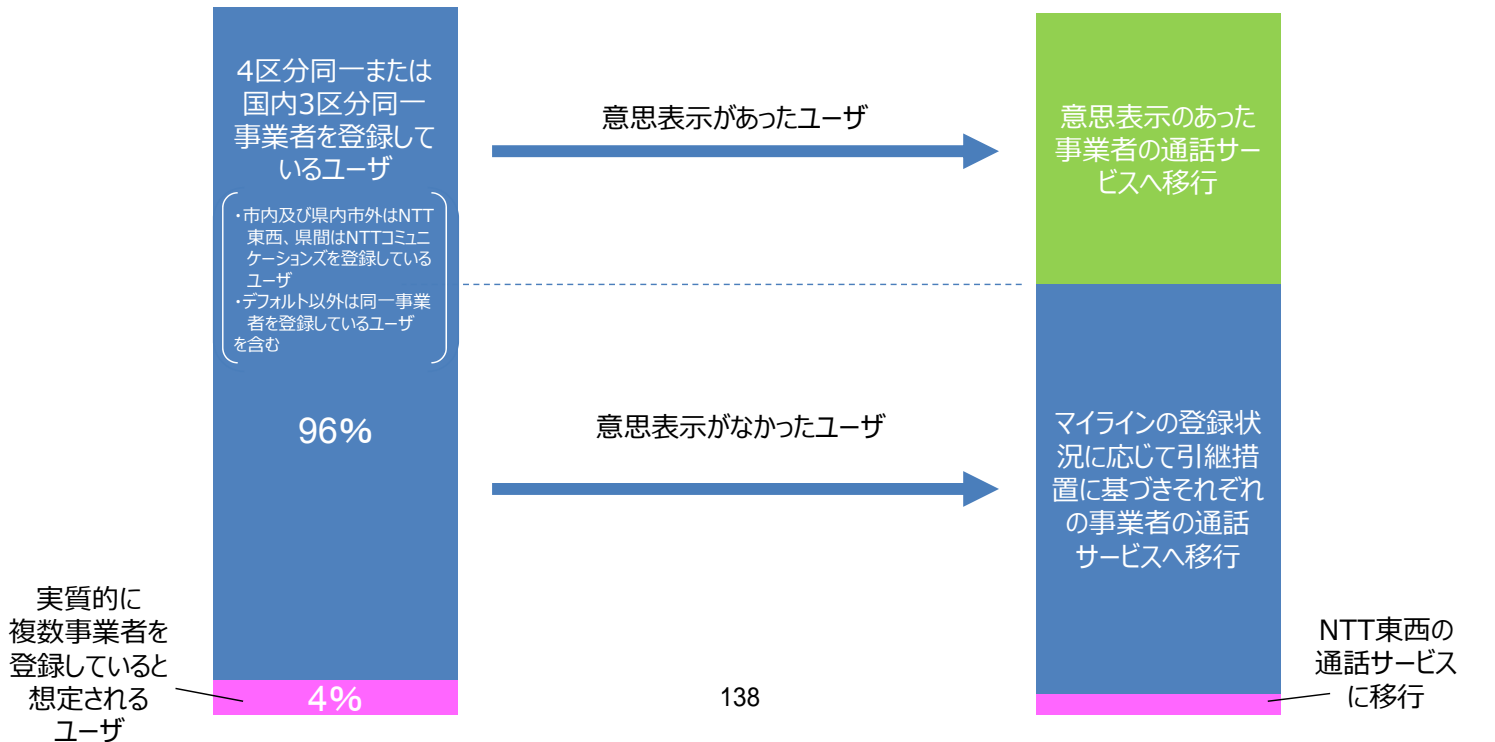 4区分同一または
国内3区分同一
事業者を登録して
いるユーザ
・市内及び県内市外はNTT
東西、県間はNTTコミュニ
ケーションズを登録している
ユーザ
・デフォルト以外は同一事業
者を登録しているユーザ
を含む
96%
実質的に
複数事業者を
登録していると
想定される
ユーザ
4%
意思表示があったユーザ
意思表示がなかったユーザ
138
意思表示のあった
事業者の通話サー
ビスへ移行
マイラインの登録状
況に応じて引継措
置に基づきそれぞれ
の事業者の通話
サービスへ移行
NTT東西の
通話サービス
に移行